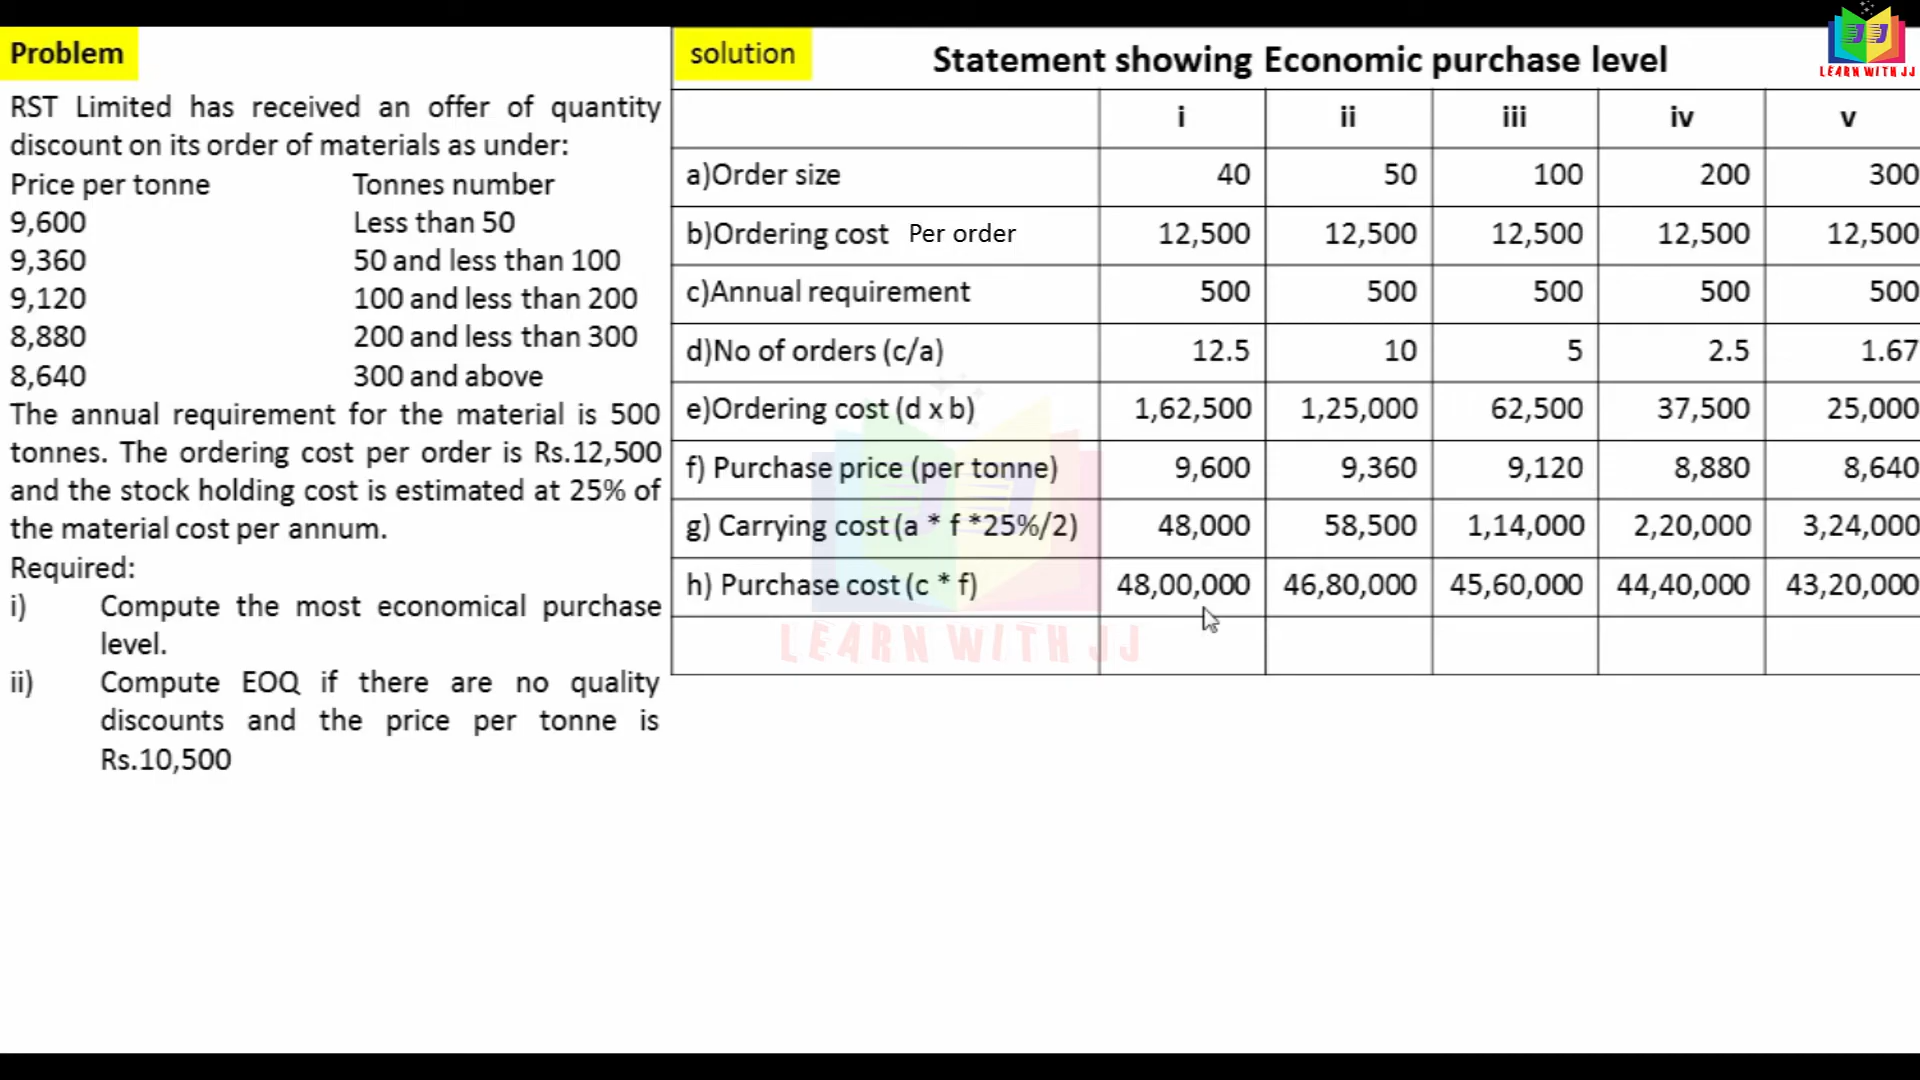 Problem
RST Limited has received an offer of quantity
discount on its order of materials as under:
Price per tonne Tonnes number
9,600 Less than 50
9,360 50 and less than 100
9,120 100 and less than 200
8,880 200 and less than 300
8,640 300 and above
The annual requirement for the material is 500
tonnes. The ordering cost per order is Rs.12,500
and the stock holding cost is estimated at 25% of
the material cost per annum.
Required:
i) Compute the most economical purchase
level.
ii) Compute EOQ if there are no quality
discounts and the price per tonne is
Rs.10,500
solution
Statement showing Economic purchase level
i ii iii iv v
a)Order size 40 50 100 200 300
b)Ordering cost Per order 12,500 12,500 12,500 12,500 12,500
c)Annual requirement 500 500 500 500 500
d)No of orders (c/a) 12.5 10 5 2.5 1.67
e)Ordering cost (d x b) 1,62,500 1,25,000 62,500 37,500 25,000
f) Purchase price (per tonne) 9,600 9,360 9,120 8,880 8,640
g) Carrying cost (a * f *25%/2) 48,000 58,500 1,14,000 2,20,000 3,24,000
h) Purchase cost (c * f) 48,00,000 46,80,000 45,60,000 44,40,000 43,20,000
LEARN WITH JJ
JJ
LEARN WITH JJ